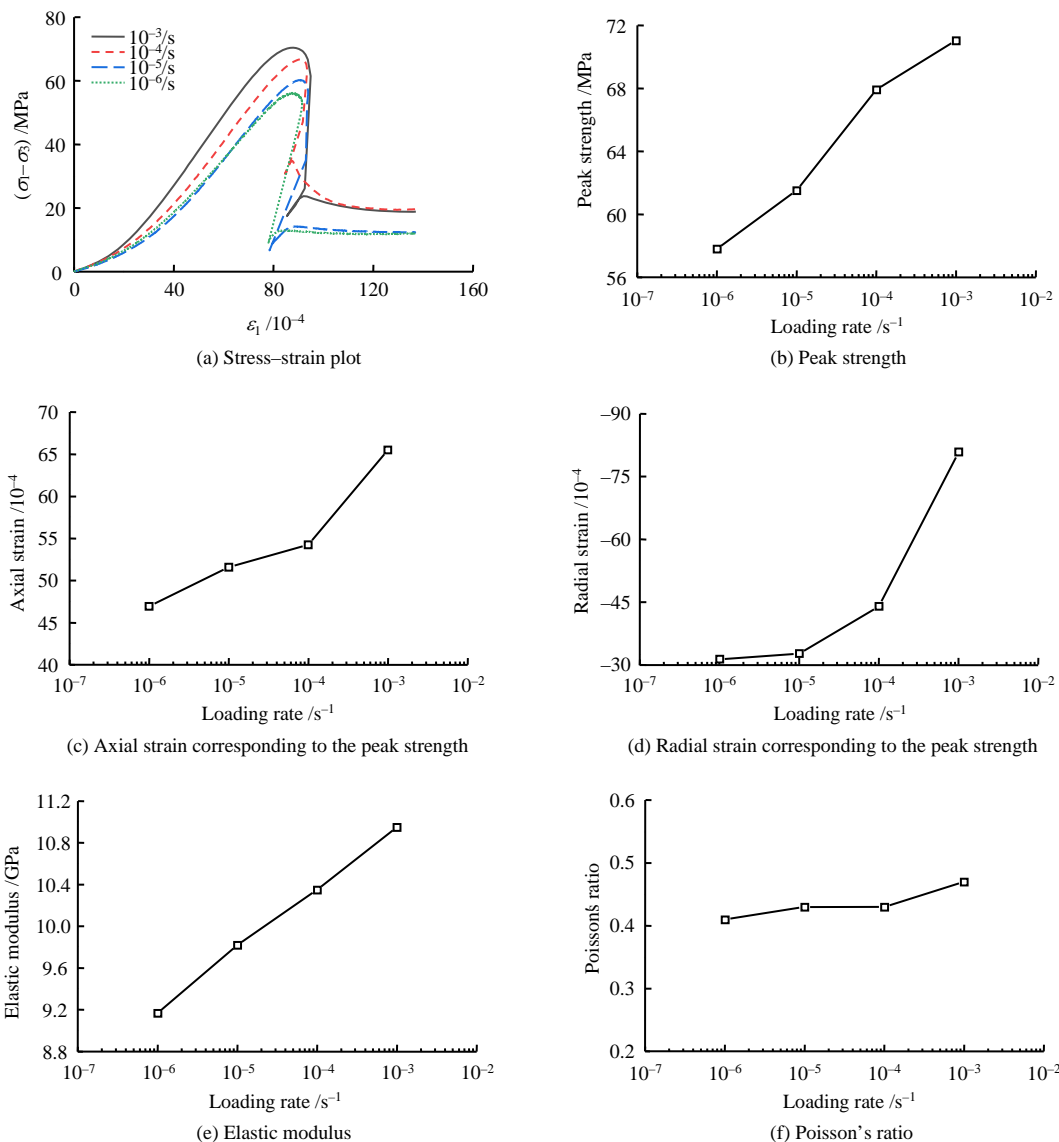 10⁻³/s
10⁻⁴/s
10⁻⁵/s
10⁻⁶/s
(σ₁–σ₃) /MPa
80
60
40
20
0
0 40 80 120 160
ε₁ /10⁻⁴
(a) Stress–strain plot
Peak strength /MPa
72
68
64
60
56
10⁻⁷ 10⁻⁶ 10⁻⁵ 10⁻⁴ 10⁻³ 10⁻²
Loading rate /s⁻¹
(b) Peak strength
Axial strain /10⁻⁴
70
65
60
55
50
45
40
10⁻⁷ 10⁻⁶ 10⁻⁵ 10⁻⁴ 10⁻³ 10⁻²
Loading rate /s⁻¹
(c) Axial strain corresponding to the peak strength
Radial strain /10⁻⁴
–90
–75
–60
–45
–30
10⁻⁷ 10⁻⁶ 10⁻⁵ 10⁻⁴ 10⁻³ 10⁻²
Loading rate /s⁻¹
(d) Radial strain corresponding to the peak strength
Elastic modulus /GPa
11.2
10.8
10.4
10.0
9.6
9.2
8.8
10⁻⁷ 10⁻⁶ 10⁻⁵ 10⁻⁴ 10⁻³ 10⁻²
Loading rate /s⁻¹
(e) Elastic modulus
Poisson's ratio
0.6
0.5
0.4
0.3
0.2
10⁻⁷ 10⁻⁶ 10⁻⁵ 10⁻⁴ 10⁻³ 10⁻²
Loading rate /s⁻¹
(f) Poisson's ratio